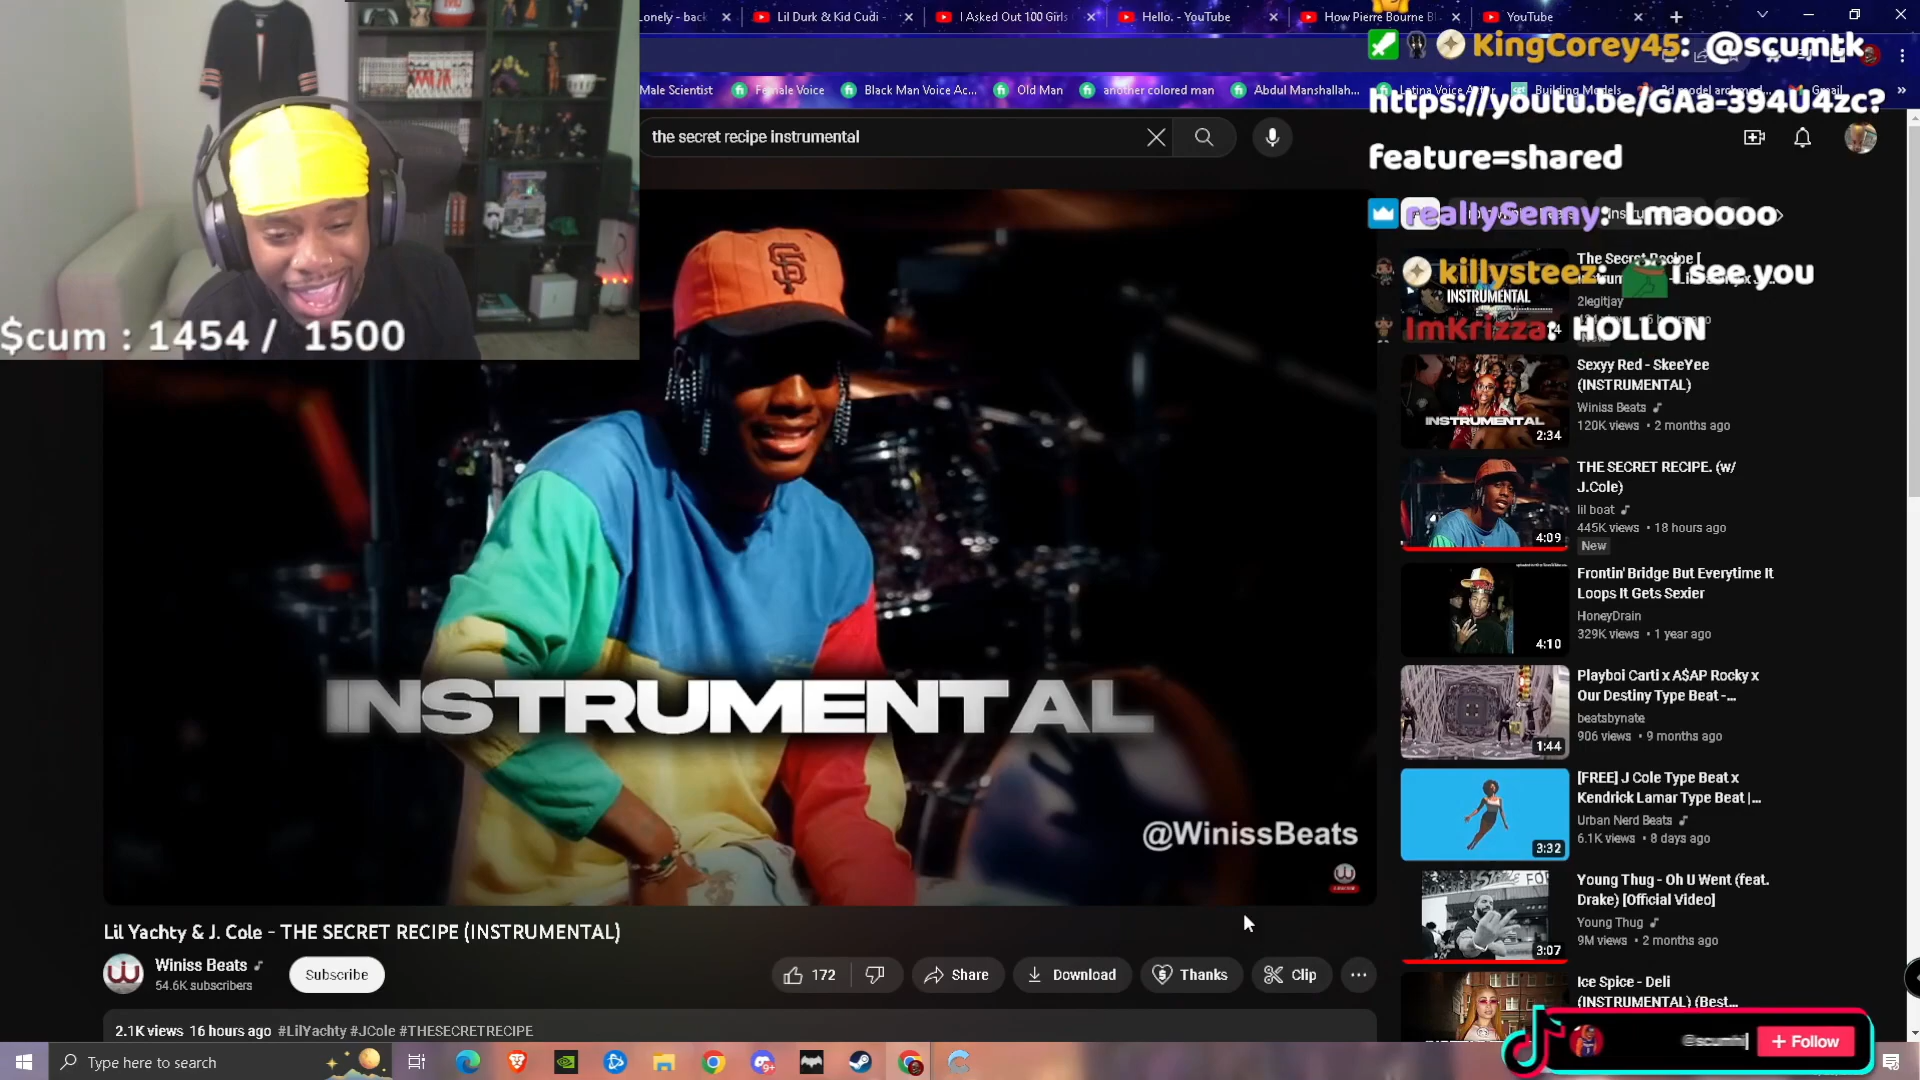 Lonely - back
Lil Durk & Kid Cudi -
I Asked Out 100 Girls
Hello. - YouTube
How Pierre Bourne B
YouTube
Male Scientist
Female Voice
Black Man Voice Ac...
Old Man
another colored man
Abdul Manshallah...
Latina Voice Actor
Building Models
Gmail
the secret recipe instrumental
KingCorey45: @scumtk
https://youtu.be/GAa-394U4zc?
feature=shared
reallySenny: Lmaoooo
killysteez: I see you
ImKrizza: HOLLON
$cum : 1454 / 1500
INSTRUMENTAL
@WinissBeats
Lil Yachty & J. Cole - THE SECRET RECIPE (INSTRUMENTAL)
Winiss Beats
54.6K subscribers
Subscribe
172
Share
Download
Thanks
Clip
2.1K views 16 hours ago #LilYachty #JCole #THESECRETRECIPE
The Secret Recipe [
INSTRUMENTAL
2legitjay
Sexyy Red - SkeeYee
(INSTRUMENTAL)
Winiss Beats
120K views • 2 months ago
INSTRUMENTAL
2:34
THE SECRET RECIPE. (w/
J.Cole)
lil boat
445K views • 18 hours ago
New
4:09
Frontin' Bridge But Everytime It
Loops It Gets Sexier
HoneyDrain
329K views • 1 year ago
4:10
Playboi Carti x A$AP Rocky x
Our Destiny Type Beat -...
beatsbynate
906 views • 9 months ago
1:44
[FREE] J Cole Type Beat x
Kendrick Lamar Type Beat |...
Urban Nerd Beats
6.1K views • 8 days ago
3:32
Young Thug - Oh U Went (feat.
Drake) [Official Video]
Young Thug
9M views • 2 months ago
3:07
Ice Spice - Deli
(INSTRUMENTAL) (Best...
+ Follow
Type here to search